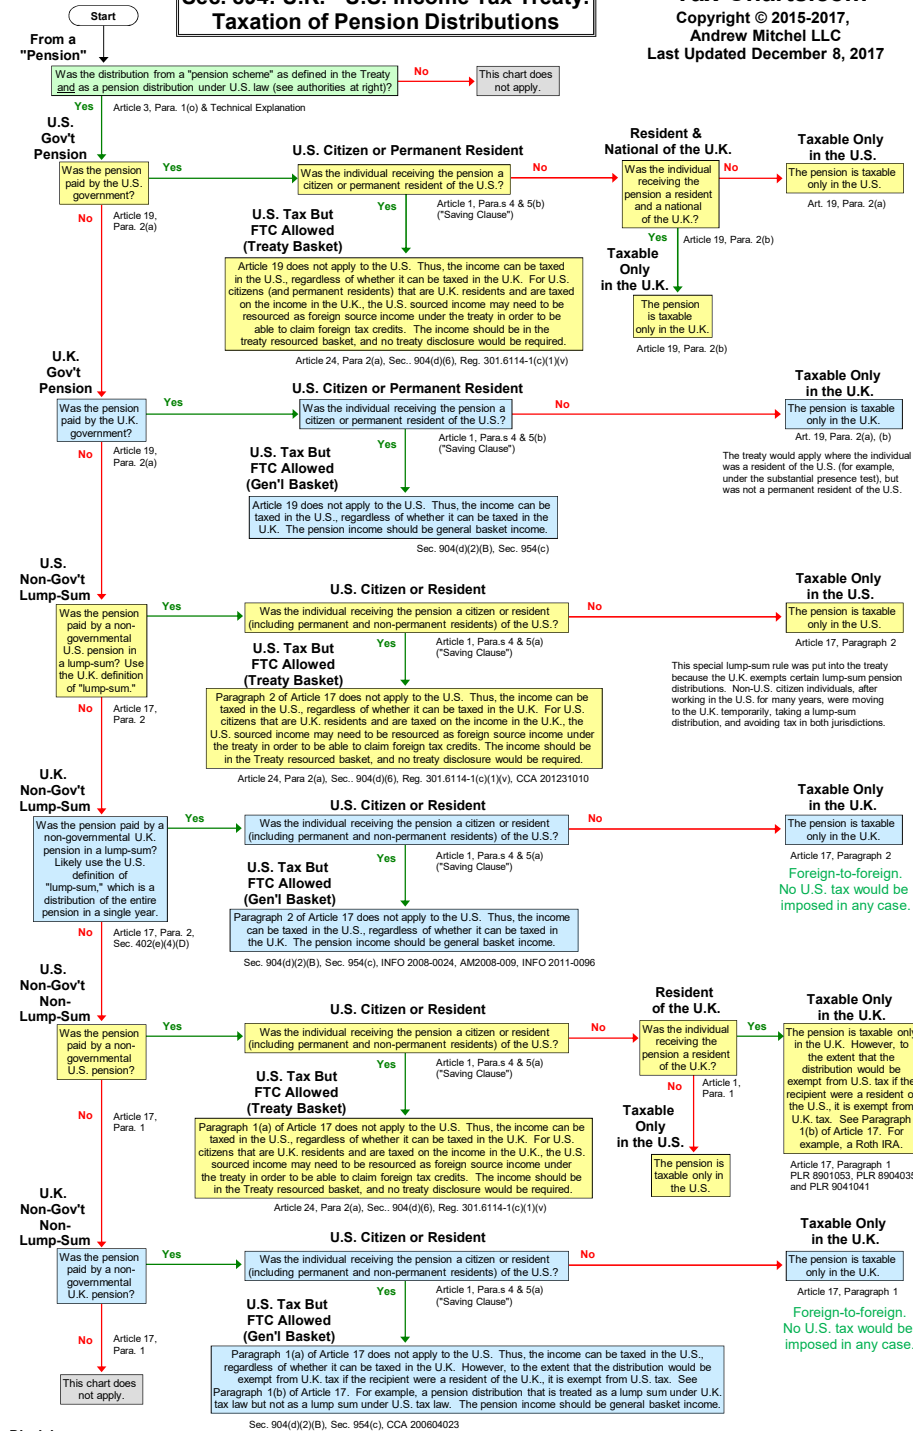 Sec. 894: U.K. - U.S. Income Tax Treaty:
Taxation of Pension Distributions
Copyright © 2015-2017,
Andrew Mitchel LLC
Last Updated December 8, 2017
Start
From a
"Pension"
Was the distribution from a "pension scheme" as defined in the Treaty
and as a pension distribution under U.S. law (see authorities at right)?
No
This chart does
not apply.
Yes
Article 3, Para. 1(o) & Technical Explanation
U.S.
Gov't
Pension
Was the pension
paid by the U.S.
government?
Yes
U.S. Citizen or Permanent Resident
Was the individual receiving the pension a
citizen or permanent resident of the U.S.?
No
Resident &
National of the U.K.
Was the individual
receiving the
pension a resident
and a national
of the U.K.?
No
Taxable Only
in the U.S.
The pension is taxable
only in the U.S.
Art. 19, Para. 2(a)
No
Article 19,
Para. 2(a)
U.S. Tax But
FTC Allowed
(Treaty Basket)
Yes
Article 1, Para.s 4 & 5(b)
("Saving Clause")
Article 19 does not apply to the U.S. Thus, the income can be taxed
in the U.S., regardless of whether it can be taxed in the U.K. For U.S.
citizens (and permanent residents) that are U.K. residents and are taxed
on the income in the U.K., the U.S. sourced income may need to be
resourced as foreign source income under the treaty in order to be
able to claim foreign tax credits. The income should be in the
treaty resourced basket, and no treaty disclosure would be required.
Article 24, Para 2(a), Sec.. 904(d)(6), Reg. 301.6114-1(c)(1)(v)
Yes
Article 19, Para. 2(b)
Taxable
Only
in the U.K.
The pension
is taxable
only in the U.K.
Article 19, Para. 2(b)
U.K.
Gov't
Pension
Was the pension
paid by the U.K.
government?
Yes
U.S. Citizen or Permanent Resident
Was the individual receiving the pension a
citizen or permanent resident of the U.S.?
No
Taxable Only
in the U.K.
The pension is taxable
only in the U.K.
Art. 19, Para. 2(a), (b)
The treaty would apply where the individual
was a resident of the U.S. (for example,
under the substantial presence test), but
was not a permanent resident of the U.S.
No
Article 19,
Para. 2(a)
U.S. Tax But
FTC Allowed
(Gen'l Basket)
Yes
Article 1, Para.s 4 & 5(b)
("Saving Clause")
Article 19 does not apply to the U.S. Thus, the income can be
taxed in the U.S., regardless of whether it can be taxed in the
U.K. The pension income should be general basket income.
Sec. 904(d)(2)(B), Sec. 954(c)
U.S.
Non-Gov't
Lump-Sum
Was the pension
paid by a non-
governmental
U.S. pension in
a lump-sum? Use
the U.K. definition
of "lump-sum."
Yes
U.S. Citizen or Resident
Was the individual receiving the pension a citizen or resident
(including permanent and non-permanent residents) of the U.S.?
No
Taxable Only
in the U.S.
The pension is taxable
only in the U.S.
Article 17, Paragraph 2
This special lump-sum rule was put into the treaty
because the U.K. exempts certain lump-sum pension
distributions. Non-U.S. citizen individuals, after
working in the U.S. for many years, were moving
to the U.K. temporarily, taking a lump-sum
distribution, and avoiding tax in both jurisdictions.
U.S. Tax But
FTC Allowed
(Treaty Basket)
Yes
Article 1, Para.s 4 & 5(a)
("Saving Clause")
Paragraph 2 of Article 17 does not apply to the U.S. Thus, the income can be
taxed in the U.S., regardless of whether it can be taxed in the U.K. For U.S.
citizens that are U.K. residents and are taxed on the income in the U.K., the
U.S. sourced income may need to be resourced as foreign source income under
the treaty in order to be able to claim foreign tax credits. The income should be
in the Treaty resourced basket, and no treaty disclosure would be required.
Article 24, Para 2(a), Sec.. 904(d)(6), Reg. 301.6114-1(c)(1)(v), CCA 201231010
No
Article 17,
Para. 2
U.K.
Non-Gov't
Lump-Sum
Was the pension paid by a
non-governmental U.K.
pension in a lump-sum?
Likely use the U.S.
definition of
"lump-sum," which is a
distribution of the entire
pension in a single year.
Yes
U.S. Citizen or Resident
Was the individual receiving the pension a citizen or resident
(including permanent and non-permanent residents) of the U.S.?
No
Taxable Only
in the U.K.
The pension is taxable
only in the U.K.
Article 17, Paragraph 2
Foreign-to-foreign.
No U.S. tax would be
imposed in any case.
U.S. Tax But
FTC Allowed
(Gen'l Basket)
Yes
Article 1, Para.s 4 & 5(a)
("Saving Clause")
Paragraph 2 of Article 17 does not apply to the U.S. Thus, the income
can be taxed in the U.S., regardless of whether it can be taxed in
the U.K. The pension income should be general basket income.
Sec. 904(d)(2)(B), Sec. 954(c), INFO 2008-0024, AM2008-009, INFO 2011-0096
No
Article 17, Para. 2,
Sec. 402(e)(4)(D)
U.S.
Non-Gov't
Non-
Lump-Sum
Was the pension
paid by a non-
governmental
U.S. pension?
Yes
U.S. Citizen or Resident
Was the individual receiving the pension a citizen or resident
(including permanent and non-permanent residents) of the U.S.?
No
Resident
of the U.K.
Was the individual
receiving the
pension a resident
of the U.K.?
Yes
Taxable Only
in the U.K.
The pension is taxable only
in the U.K. However, to
the extent that the
distribution would be
exempt from U.S. tax if the
recipient were a resident of
the U.S., it is exempt from
U.K. tax. See Paragraph
1(b) of Article 17. For
example, a Roth IRA.
Article 17, Paragraph 1
PLR 8901053, PLR 8904035
and PLR 9041041
No
Article 1,
Para. 1
Taxable
Only
in the U.S.
The pension is
taxable only in
the U.S.
U.S. Tax But
FTC Allowed
(Treaty Basket)
Yes
Article 1, Para.s 4 & 5(a)
("Saving Clause")
Paragraph 1(a) of Article 17 does not apply to the U.S. Thus, the income can be
taxed in the U.S., regardless of whether it can be taxed in the U.K. For U.S.
citizens that are U.K. residents and are taxed on the income in the U.K., the U.S.
sourced income may need to be resourced as foreign source income under
the treaty in order to be able to claim foreign tax credits. The income should be
in the Treaty resourced basket, and no treaty disclosure would be required.
Article 24, Para 2(a), Sec.. 904(d)(6), Reg. 301.6114-1(c)(1)(v)
No
Article 17,
Para. 1
U.K.
Non-Gov't
Non-
Lump-Sum
Was the pension
paid by a non-
governmental
U.K. pension?
Yes
U.S. Citizen or Resident
Was the individual receiving the pension a citizen or resident
(including permanent and non-permanent residents) of the U.S.?
No
Taxable Only
in the U.K.
The pension is taxable
only in the U.K.
Article 17, Paragraph 1
Foreign-to-foreign.
No U.S. tax would be
imposed in any case.
U.S. Tax But
FTC Allowed
(Gen'l Basket)
Yes
Article 1, Para.s 4 & 5(a)
("Saving Clause")
Paragraph 1(a) of Article 17 does not apply to the U.S. Thus, the income can be taxed in the U.S.,
regardless of whether it can be taxed in the U.K. However, to the extent that the distribution would be
exempt from U.K. tax if the recipient were a resident of the U.K., it is exempt from U.S. tax. See
Paragraph 1(b) of Article 17. For example, a pension distribution that is treated as a lump sum under U.K.
tax law but not as a lump sum under U.S. tax law. The pension income should be general basket income.
Sec. 904(d)(2)(B), Sec. 954(c), CCA 200604023
No
Article 17,
Para. 1
This chart does
not apply.